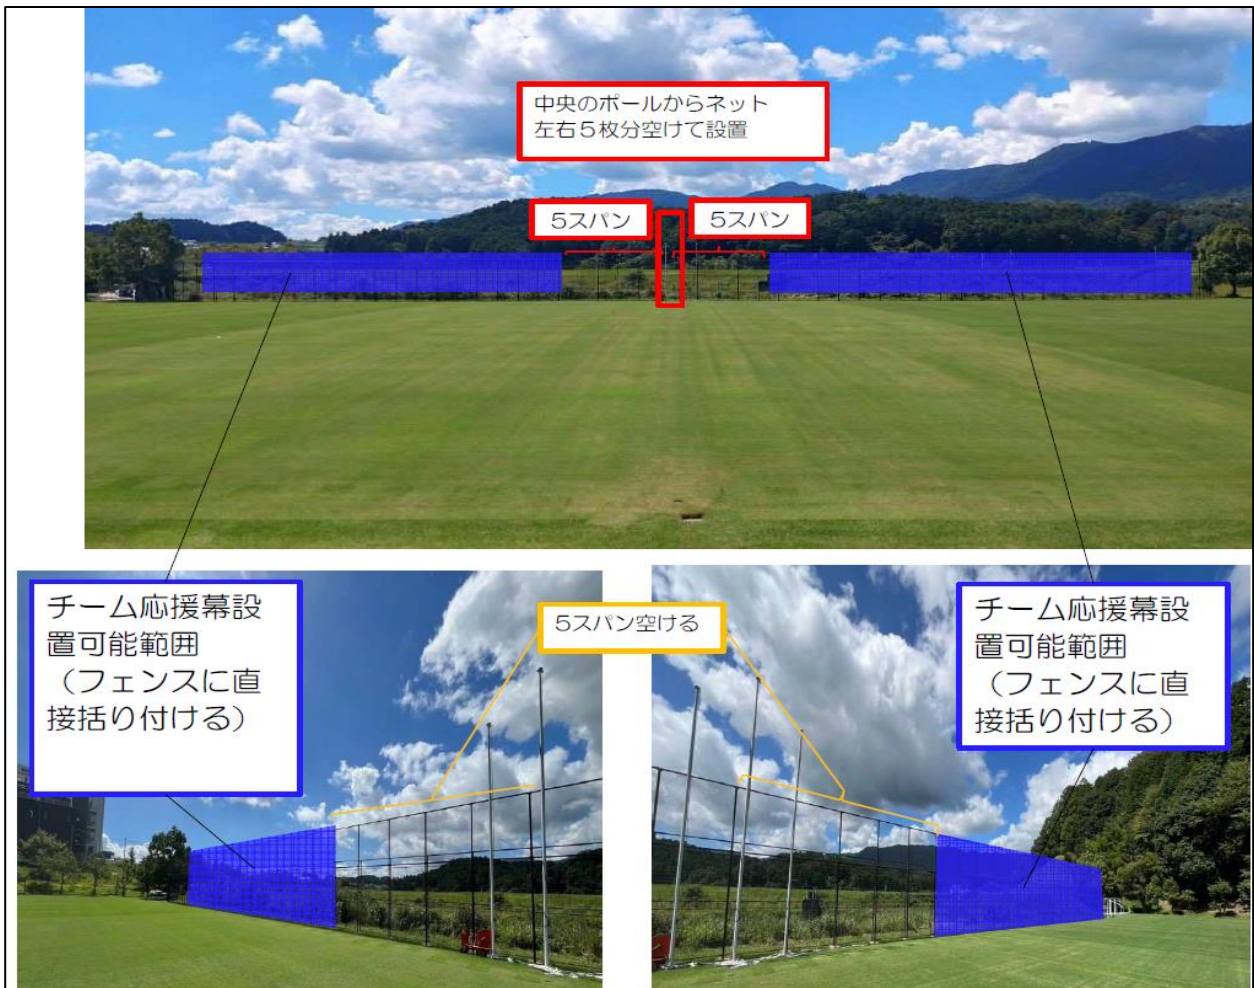 中央のポールからネット
左右５枚分空けて設置
5スパン
5スパン
チーム応援幕設
置可能範囲
（フェンスに直
接括り付ける）
5スパン空ける
チーム応援幕設
置可能範囲
（フェンスに直
接括り付ける）